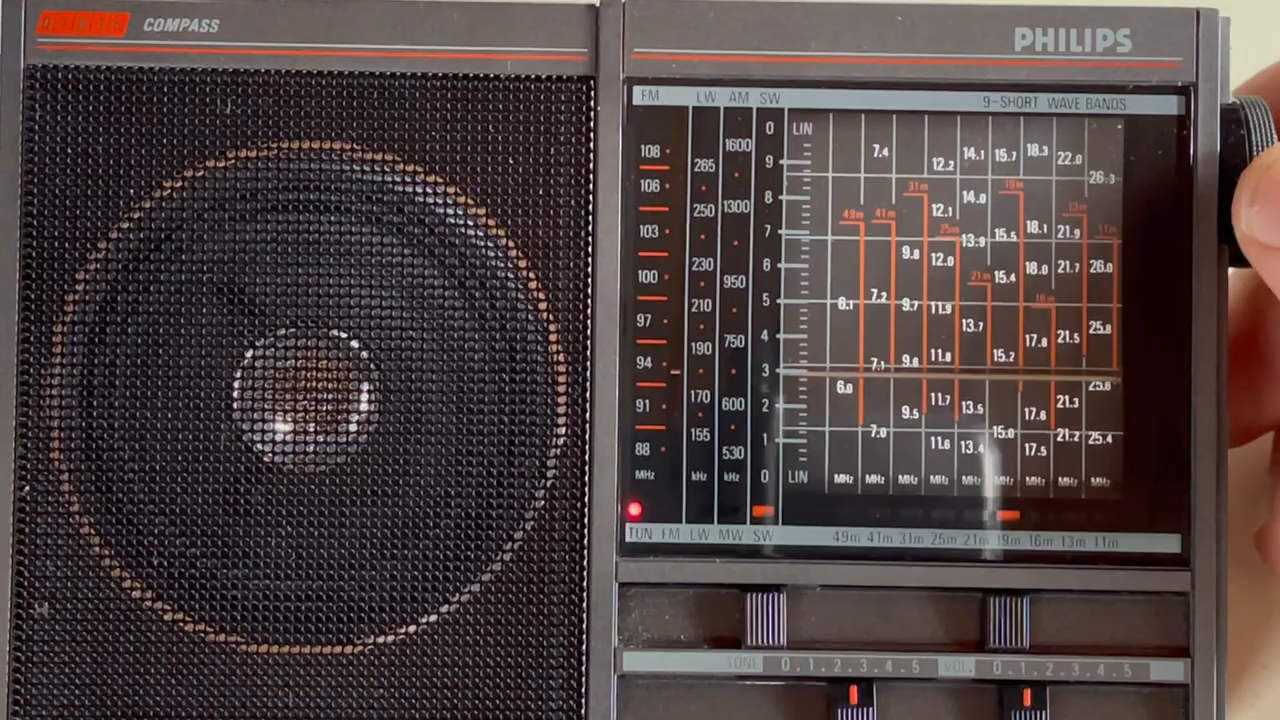 D1835 COMPASS
PHILIPS
FM LW AM SW 9-SHORT WAVE BANDS
0 LIN
108 265 1600 9 7.4 12.2 14.1 15.7 18.3 22.0 26.3
106 250 1300 8 31m 12.1 14.0 19m 13m
103 7 49m 41m 25m 13.9 15.5 18.1 21.9 11m
100 230 950 6 9.8 12.0 21m 15.4 18.0 21.7 26.0
97 210 5 6.1 7.2 9.7 11.9 16m
94 190 750 4 7.1 9.6 11.8 13.7 15.2 17.8 21.5 25.8
3
91 170 600 2 6.0 9.5 11.7 13.5 17.6 21.3 25.6
88 155 530 1 7.0 11.6 13.4 15.0 17.5 21.2 25.4
MHz kHz kHz 0 LIN MHz MHz MHz MHz MHz MHz MHz MHz MHz
TUN FM LW MW SW 49m 41m 31m 25m 21m 19m 16m 13m 11m
TONE 0.1.2.3.4.5 VOL 0.1.2.3.4.5